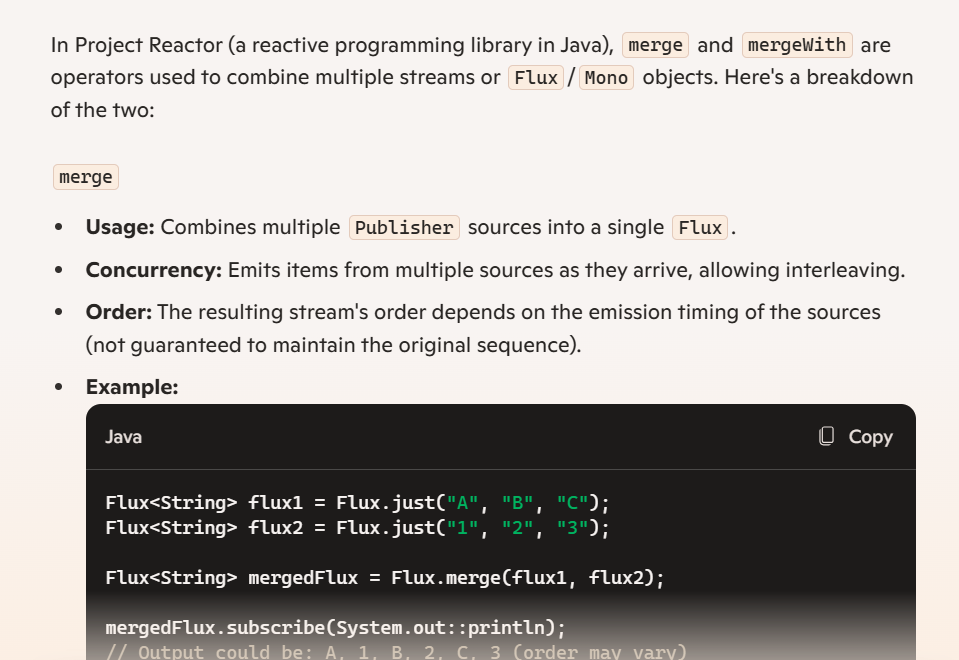 In Project Reactor (a reactive programming library in Java), merge and mergeWith are
operators used to combine multiple streams or Flux/Mono objects. Here's a breakdown
of the two:
merge
• Usage: Combines multiple Publisher sources into a single Flux.
• Concurrency: Emits items from multiple sources as they arrive, allowing interleaving.
• Order: The resulting stream's order depends on the emission timing of the sources
(not guaranteed to maintain the original sequence).
• Example:
Java Copy
Flux<String> flux1 = Flux.just("A", "B", "C");
Flux<String> flux2 = Flux.just("1", "2", "3");
Flux<String> mergedFlux = Flux.merge(flux1, flux2);
mergedFlux.subscribe(System.out::println);
// Output could be: A, 1, B, 2, C, 3 (order may vary)